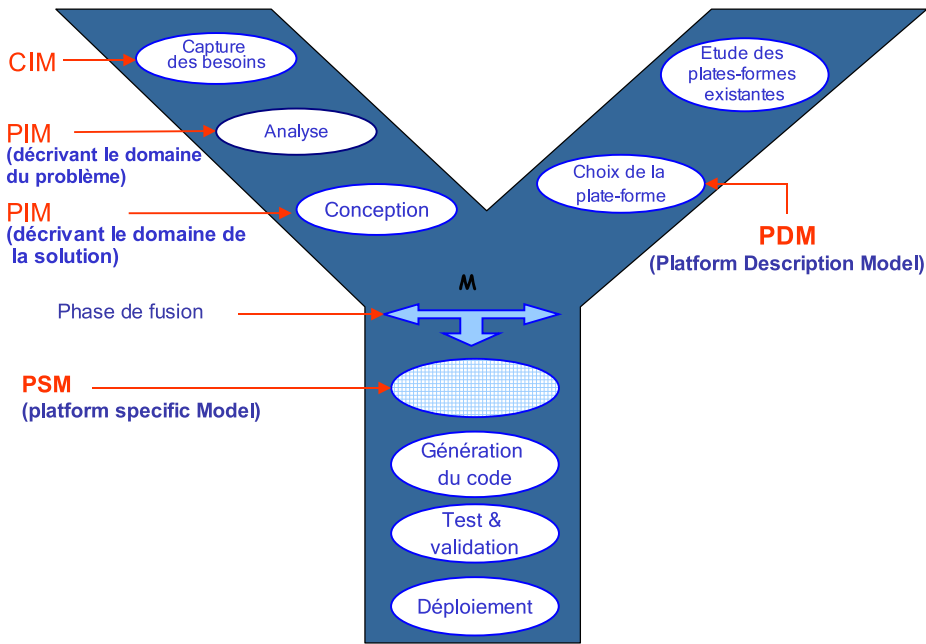 CIM
Capture
des besoins
PIM
(décrivant le domaine
du problème)
Analyse
PIM
(décrivant le domaine de
la solution)
Conception
Etude des
plates-formes
existantes
Choix de la
plate-forme
PDM
(Platform Description Model)
M
Phase de fusion
PSM
(platform specific Model)
Génération
du code
Test &
validation
Déploiement